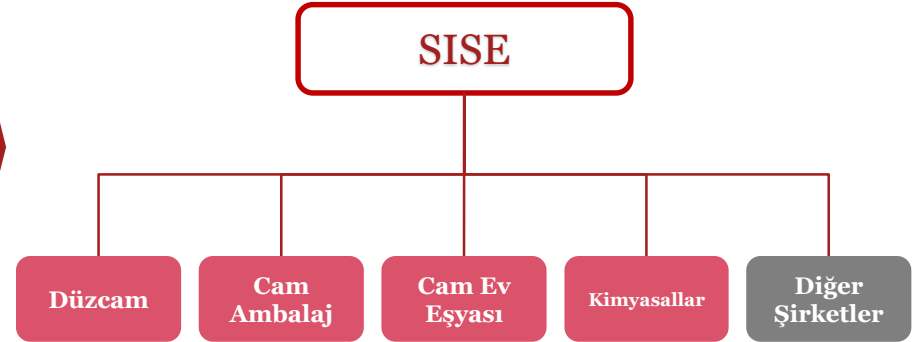 SISE
Düzcam
Cam
Ambalaj
Cam Ev
Eşyası
Kimyasallar
Diğer
Şirketler